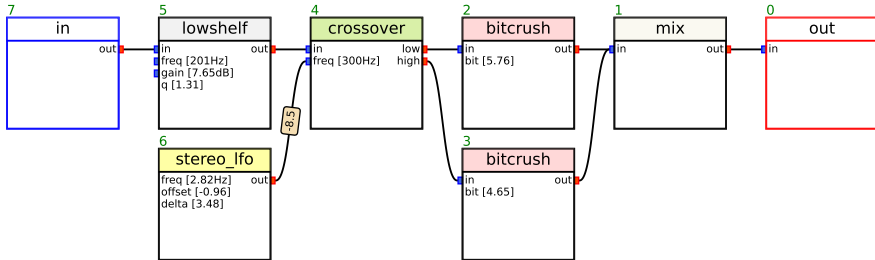 7
in
out
5
lowshelf
in out
freq [201Hz]
gain [7.65dB]
q [1.31]
4
crossover
in low
freq [300Hz] high
2
bitcrush
in out
bit [5.76]
1
mix
in out
0
out
in
-8.5
6
stereo_lfo
freq [2.82Hz] out
offset [-0.96]
delta [3.48]
3
bitcrush
in out
bit [4.65]